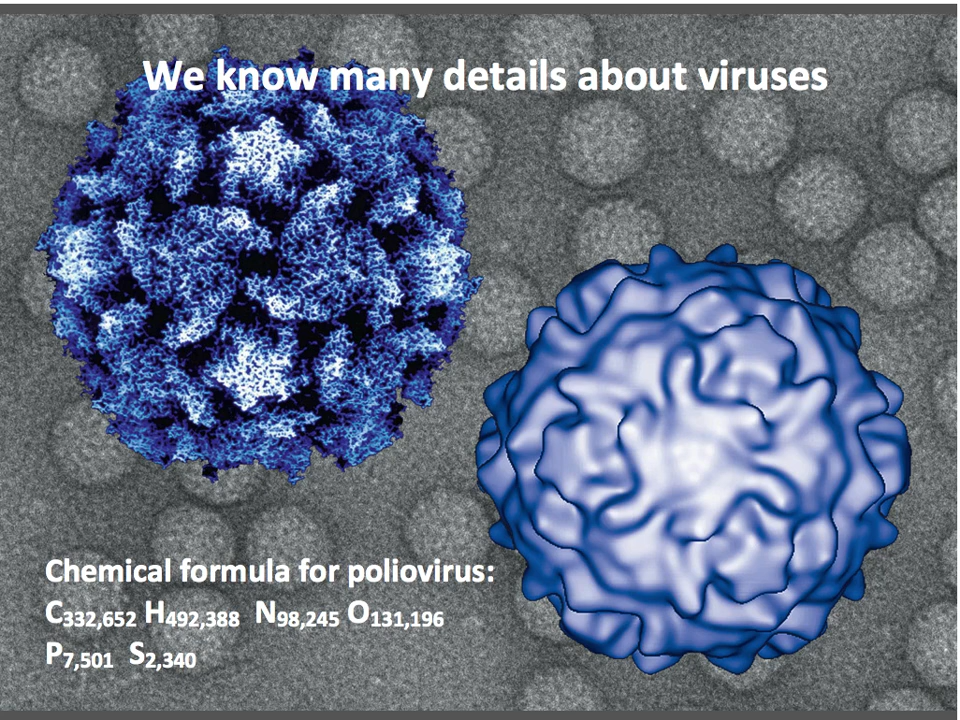 We know many details about viruses
Chemical formula for poliovirus:
C332,652 H492,388 N98,245 O131,196
P7,501 S2,340